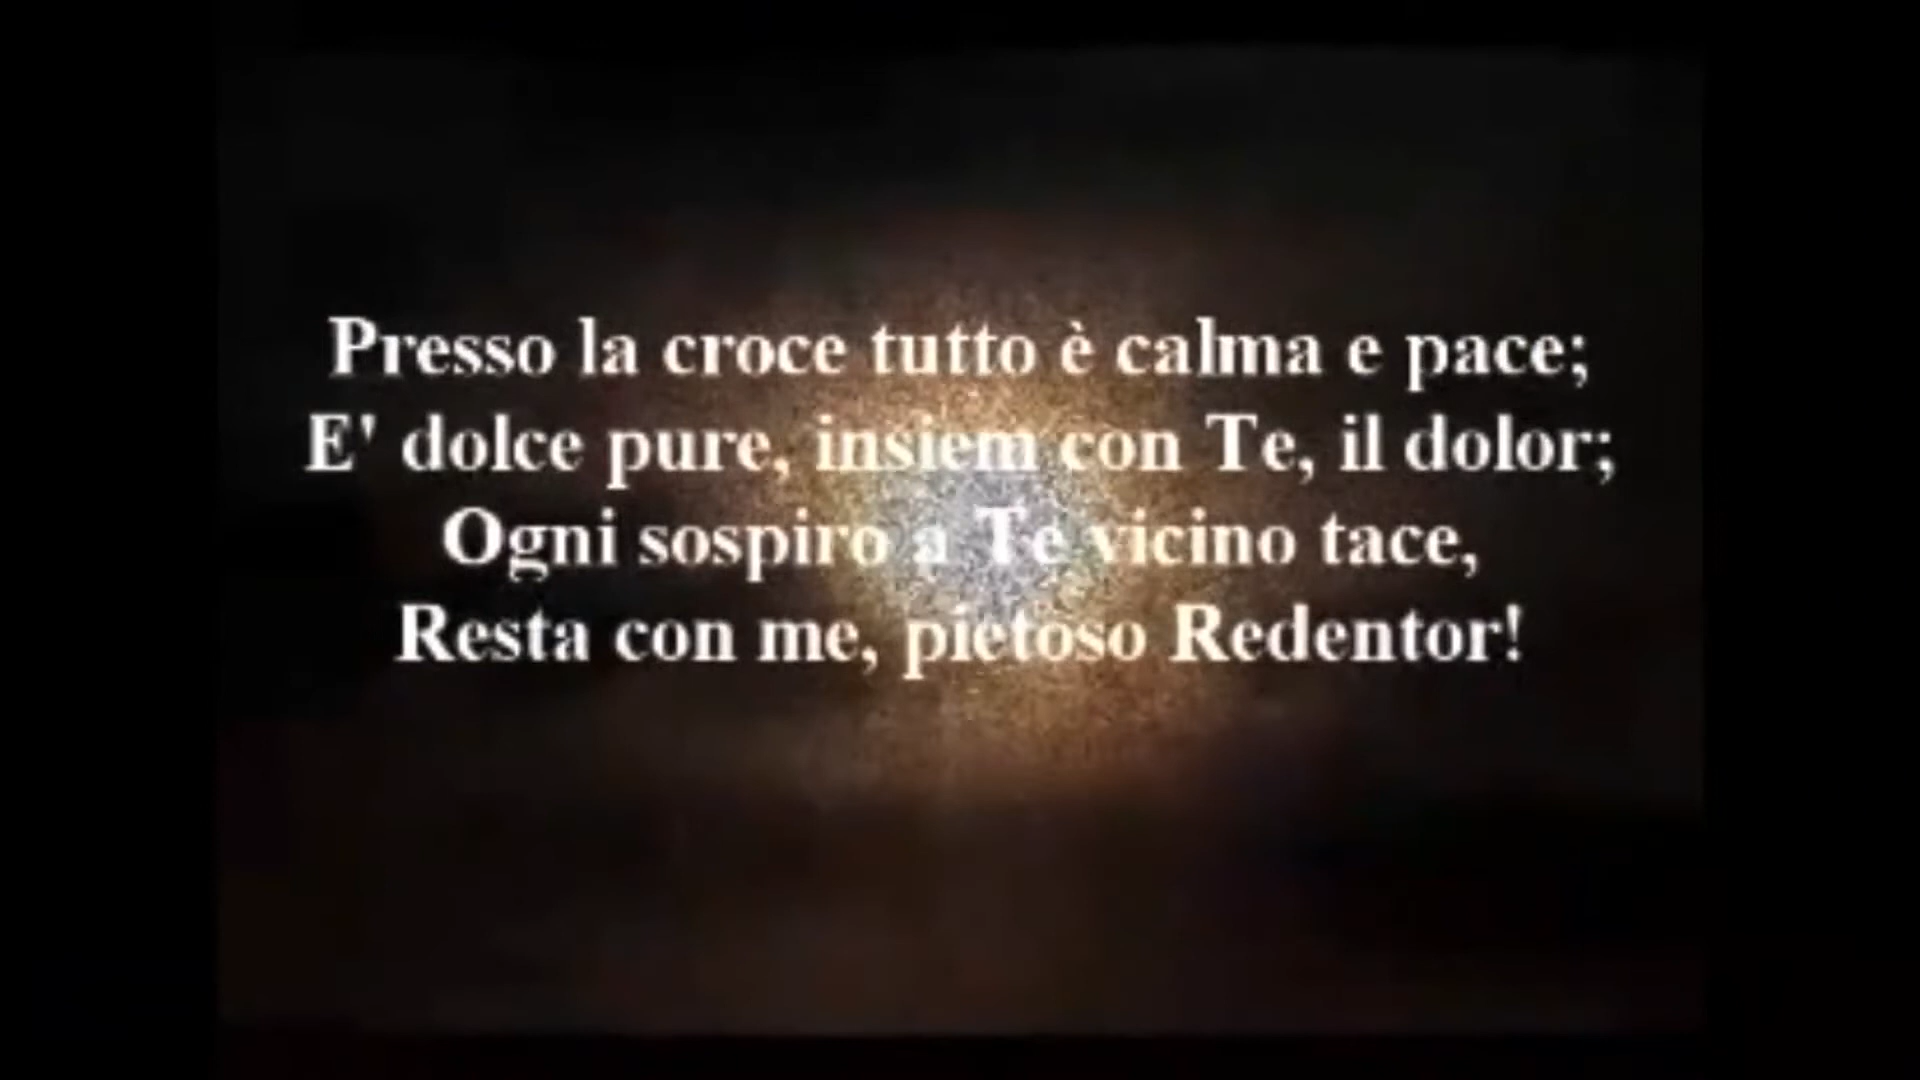 Presso la croce tutto è calma e pace;
E' dolce pure, insiem con Te, il dolor;
Ogni sospiro a Te vicino tace,
Resta con me, pietoso Redentor!